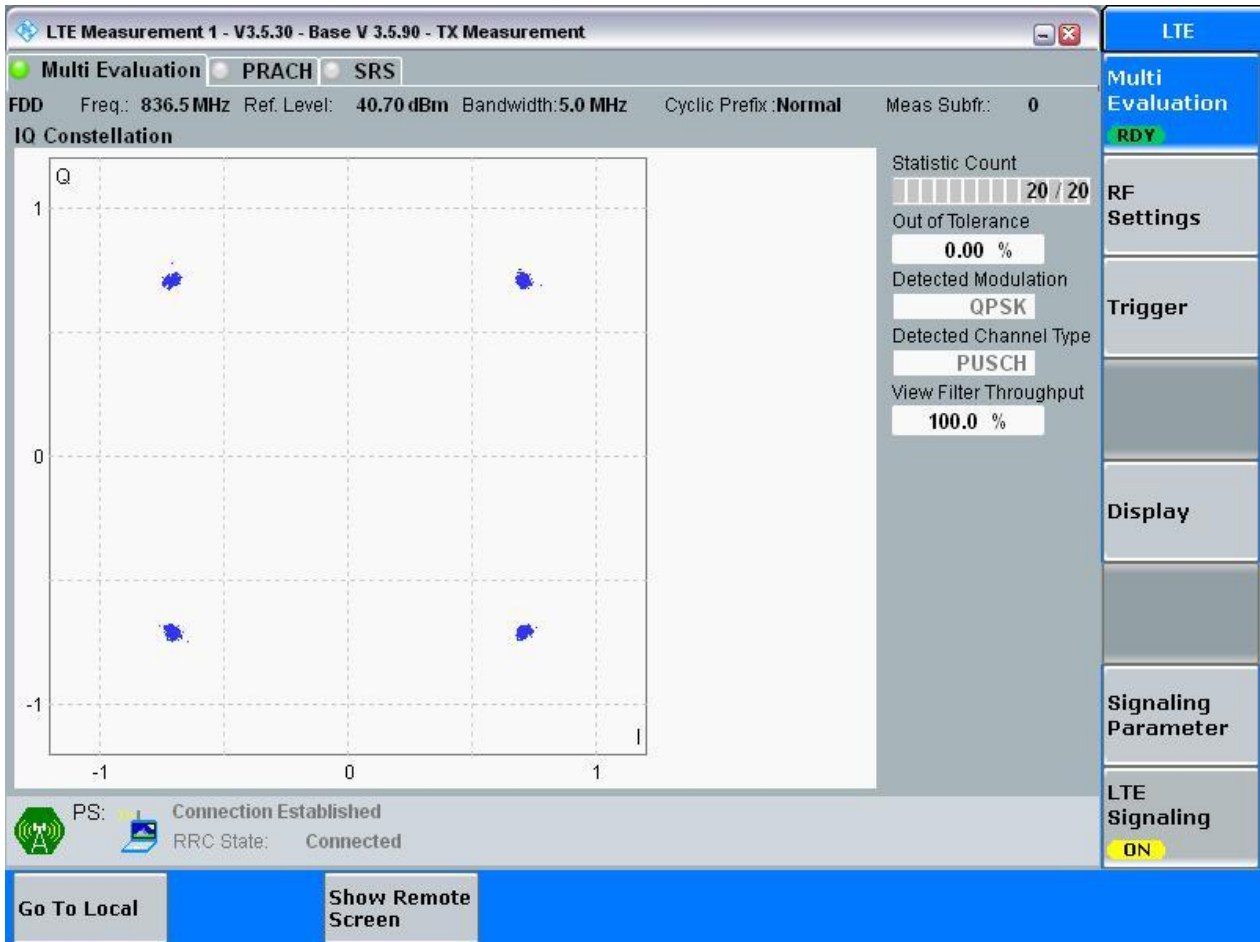 LTE Measurement 1 - V3.5.30 - Base V 3.5.90 - TX Measurement
LTE
Multi Evaluation PRACH SRS
FDD Freq.: 836.5 MHz Ref. Level: 40.70 dBm Bandwidth: 5.0 MHz Cyclic Prefix : Normal Meas Subfr.: 0
IQ Constellation
Q
1
0
-1
I
-1 0 1
Statistic Count
20 / 20
Out of Tolerance
0.00 %
Detected Modulation
QPSK
Detected Channel Type
PUSCH
View Filter Throughput
100.0 %
Multi
Evaluation
RDY
RF
Settings
Trigger
Display
Signaling
Parameter
LTE
Signaling
ON
PS: Connection Established
RRC State: Connected
Go To Local
Show Remote
Screen